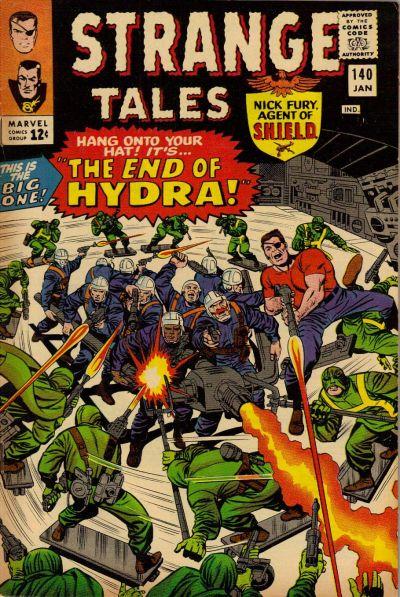 STRANGE
TALES
APPROVED
BY THE
COMICS
CODE
AUTHORITY
140
JAN
IND.
MARVEL
COMICS
GROUP
12¢
NICK FURY,
AGENT OF
S.H.I.E.L.D.
HANG ONTO YOUR
HAT! IT'S...
"THE END OF
HYDRA!"
THIS IS
THE
BIG
ONE!